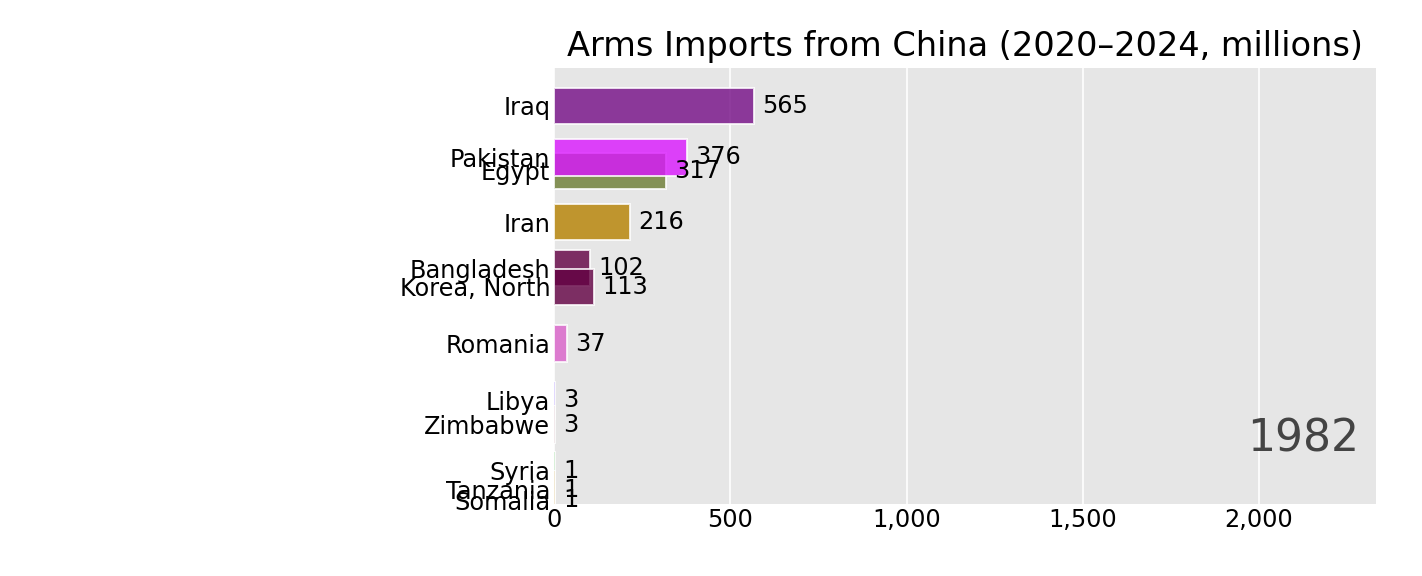 Arms Imports from China (2020–2024, millions)
Iraq 565
Pakistan 376
Egypt 317
Iran 216
Bangladesh 102
Korea, North 113
Romania 37
Libya 3
Zimbabwe 3
1982
Syria 1
Tanzania 1
Somalia 1
0 500 1,000 1,500 2,000